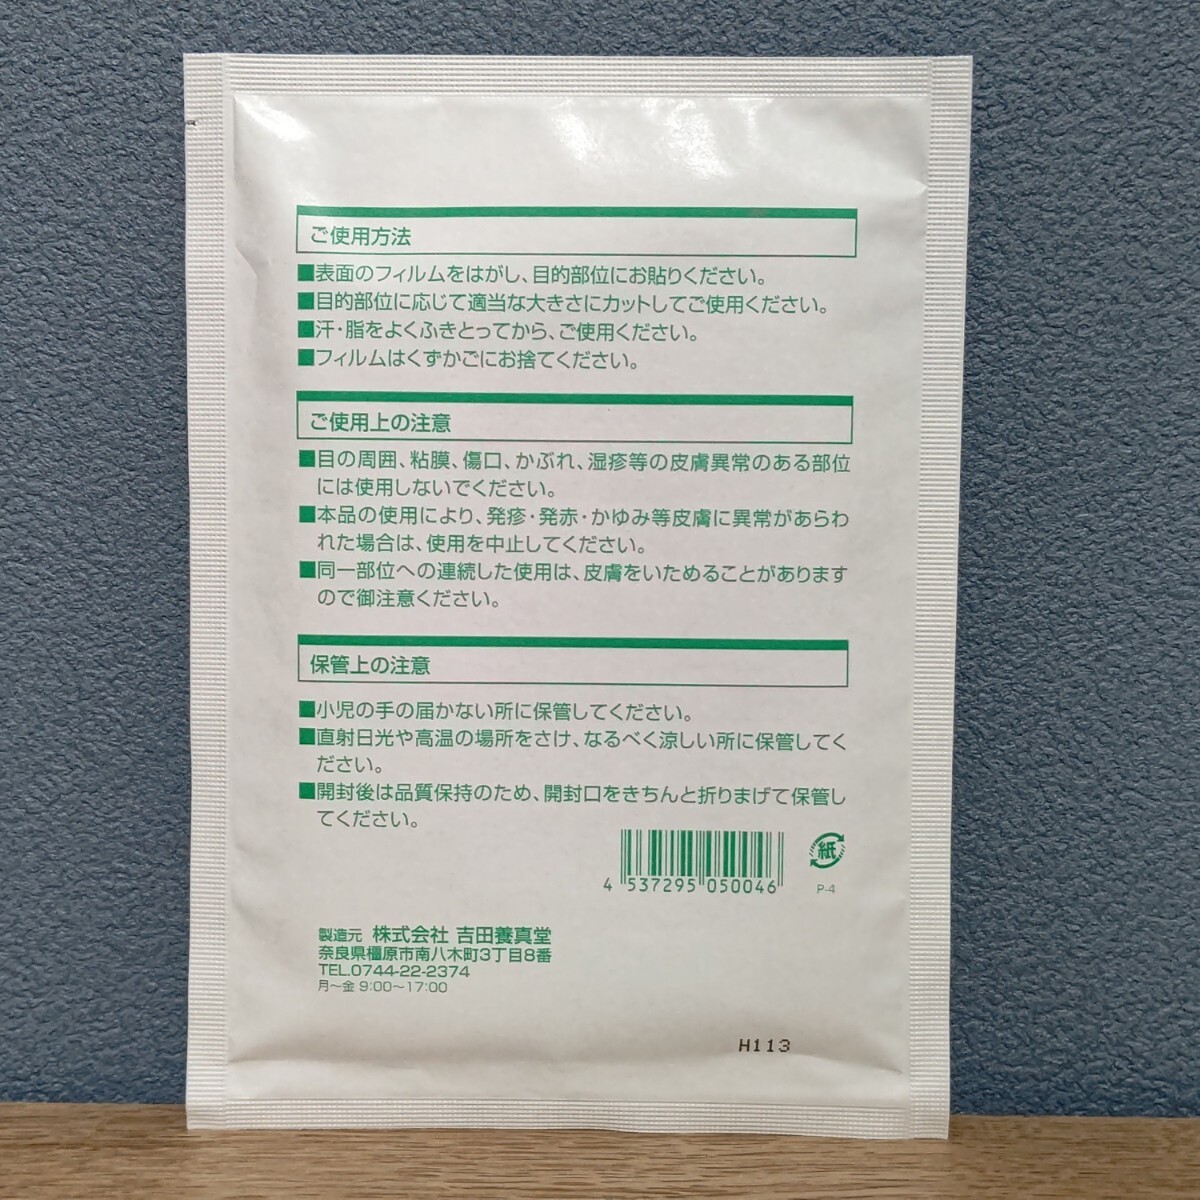 ご使用方法
■表面のフィルムをはがし、目的部位にお貼りください。
■目的部位に応じて適当な大きさにカットしてご使用ください。
■汗・脂をよくふきとってから、ご使用ください。
■フィルムはくずかごにお捨てください。
ご使用上の注意
■目の周囲、粘膜、傷口、かぶれ、湿疹等の皮膚異常のある部位
には使用しないでください。
■本品の使用により、発疹・発赤・かゆみ等皮膚に異常があらわ
れた場合は、使用を中止してください。
■同一部位への連続した使用は、皮膚をいためることがあります
ので御注意ください。
保管上の注意
■小児の手の届かない所に保管してください。
■直射日光や高温の場所をさけ、なるべく涼しい所に保管してく
ださい。
■開封後は品質保持のため、開封口をきちんと折りまげて保管し
てください。
紙
4 537295 050046
P-4
製造元 株式会社 吉田養真堂
奈良県橿原市南八木町3丁目8番
TEL.0744-22-2374
月〜金 9:00〜17:00
H113